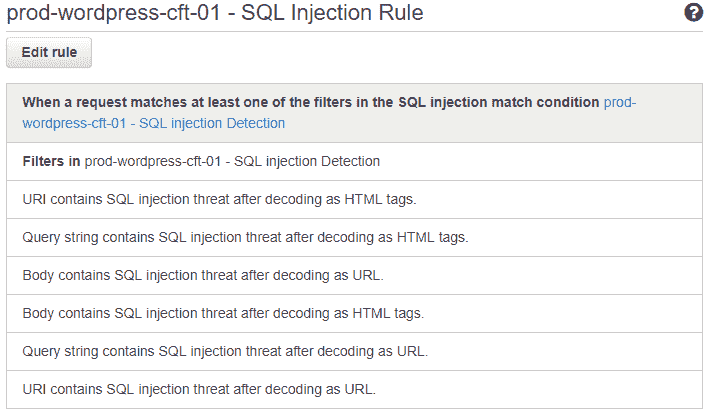 prod-wordpress-cft-01 - SQL Injection Rule
?
Edit rule
When a request matches at least one of the filters in the SQL injection match condition prod-
wordpress-cft-01 - SQL injection Detection
Filters in prod-wordpress-cft-01 - SQL injection Detection
URI contains SQL injection threat after decoding as HTML tags.
Query string contains SQL injection threat after decoding as HTML tags.
Body contains SQL injection threat after decoding as URL.
Body contains SQL injection threat after decoding as HTML tags.
Query string contains SQL injection threat after decoding as URL.
URI contains SQL injection threat after decoding as URL.